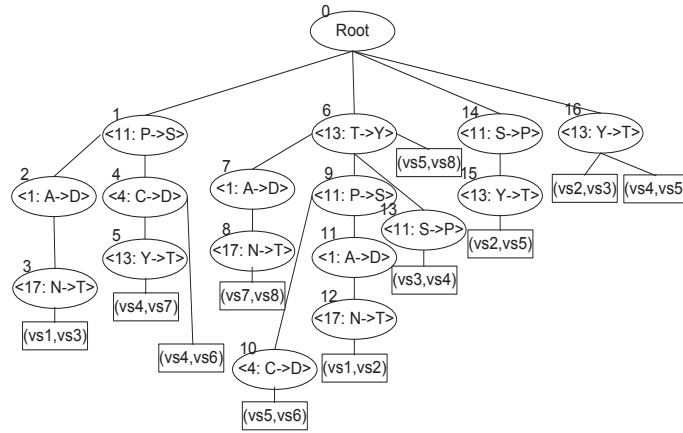 0
Root
1
<11: P->S>
6
<13: T->Y>
14
<11: S->P>
16
<13: Y->T>
2
<1: A->D>
4
<4: C->D>
7
<1: A->D>
9
<11: P->S>
(vs5,vs8)
15
<13: Y->T>
(vs2,vs3)
(vs4,vs5)
13
<11: S->P>
3
<17: N->T>
5
<13: Y->T>
8
<17: N->T>
11
<1: A->D>
(vs2,vs5)
(vs1,vs3)
(vs4,vs7)
(vs7,vs8)
12
<17: N->T>
(vs3,vs4)
(vs4,vs6)
10
<4: C->D>
(vs1,vs2)
(vs5,vs6)